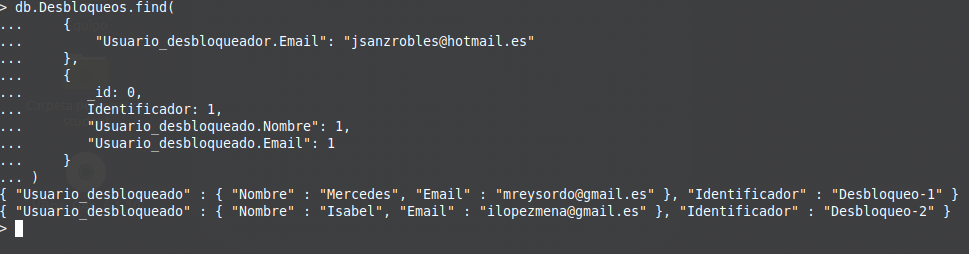 > db.Desbloqueos.find(
...     {
...         "Usuario_desbloqueador.Email": "jsanzrobles@hotmail.es"
...     },
...     {
...        _id: 0,
...        Identificador: 1,
...        "Usuario_desbloqueado.Nombre": 1,
...        "Usuario_desbloqueado.Email": 1
...     }
... )
{ "Usuario_desbloqueado" : { "Nombre" : "Mercedes", "Email" : "mreysordo@gmail.es" }, "Identificador" : "Desbloqueo-1" }
{ "Usuario_desbloqueado" : { "Nombre" : "Isabel", "Email" : "ilopezmena@gmail.es" }, "Identificador" : "Desbloqueo-2" }
>